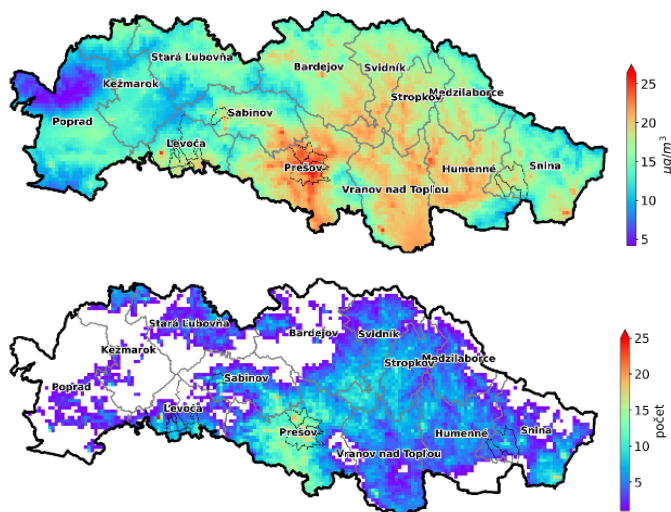 Stará Ľubovňa
Bardejov
Svidník
Kežmarok
Stropkov
Medzilaborce
Sabinov
Poprad
Levoča
Prešov
Humenné
Snina
Vranov nad Topľou
25
20
15
10
5
µg/m³
Stará Ľubovňa
Bardejov
Svidník
Kežmarok
Stropkov
Medzilaborce
Sabinov
Poprad
Levoča
Prešov
Humenné
Snina
Vranov nad Topľou
25
20
15
10
5
počet